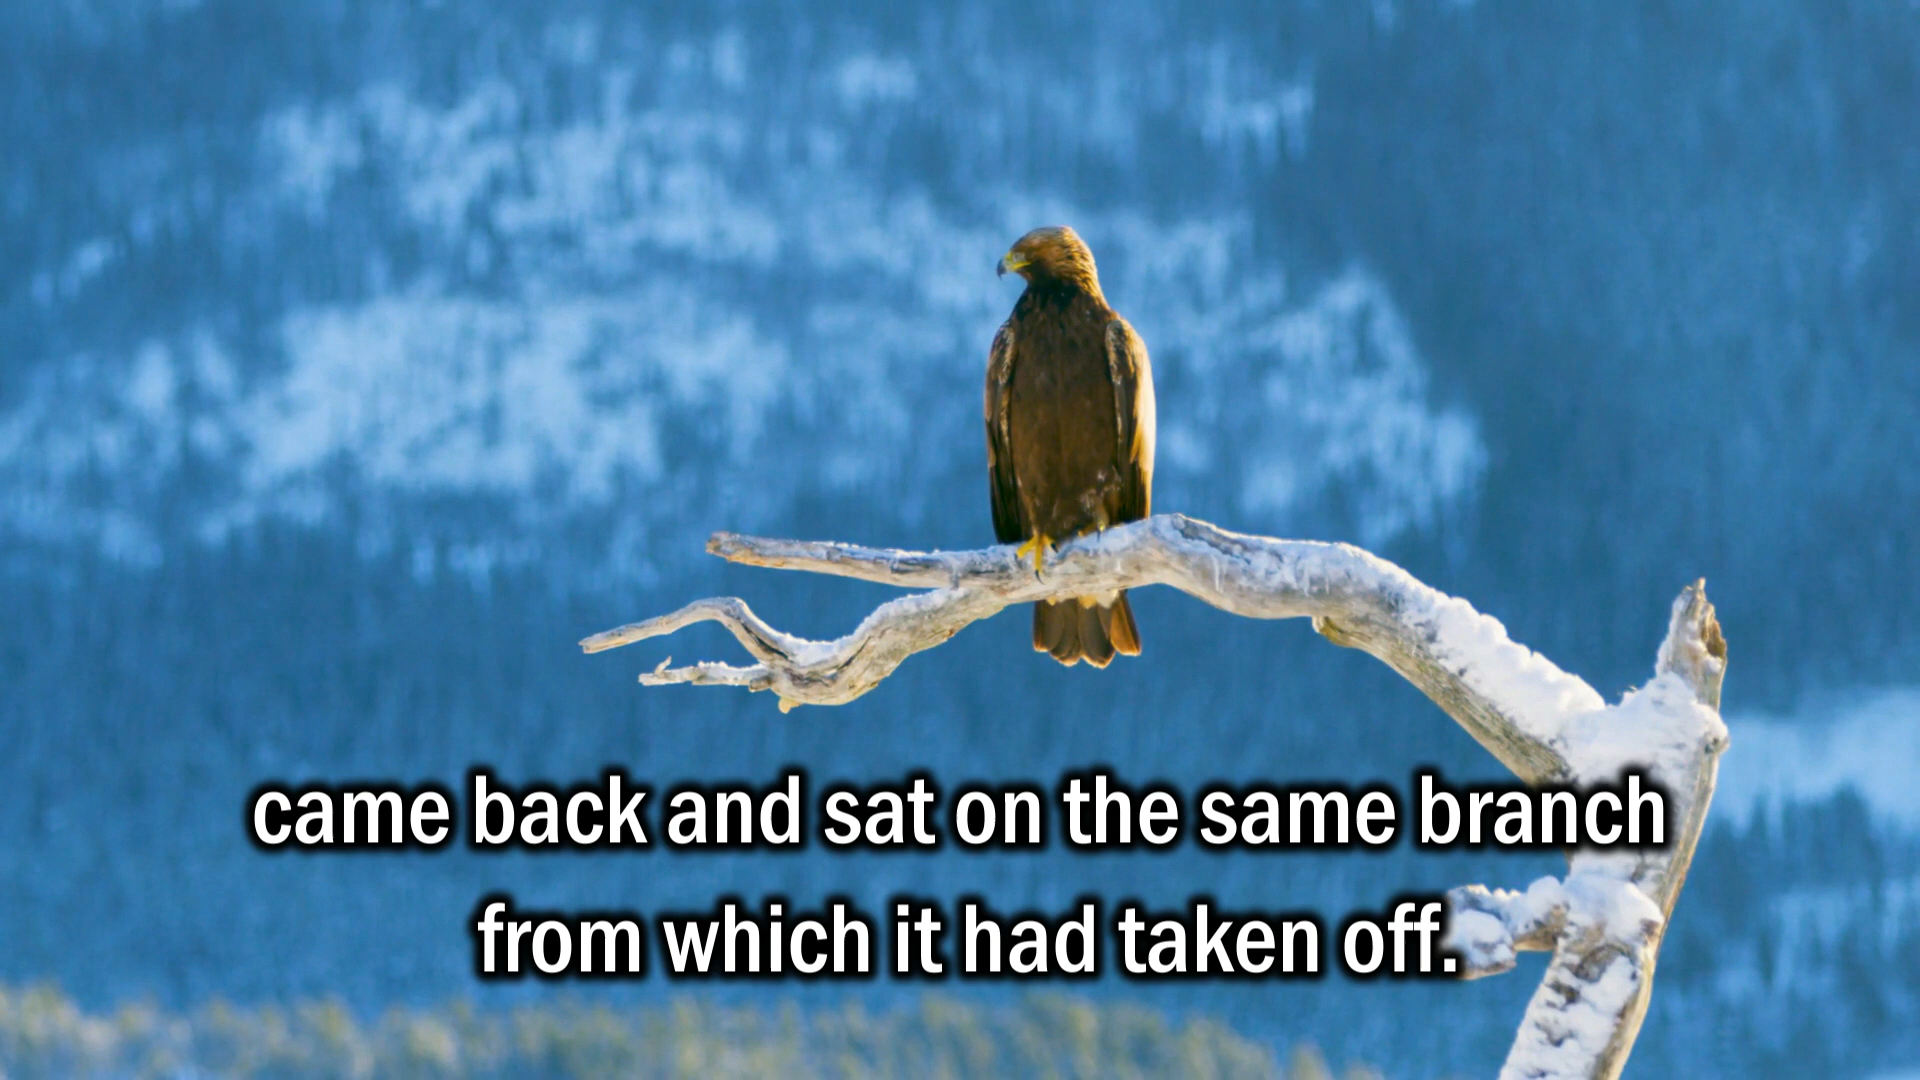 came back and sat on the same branch
from which it had taken off.